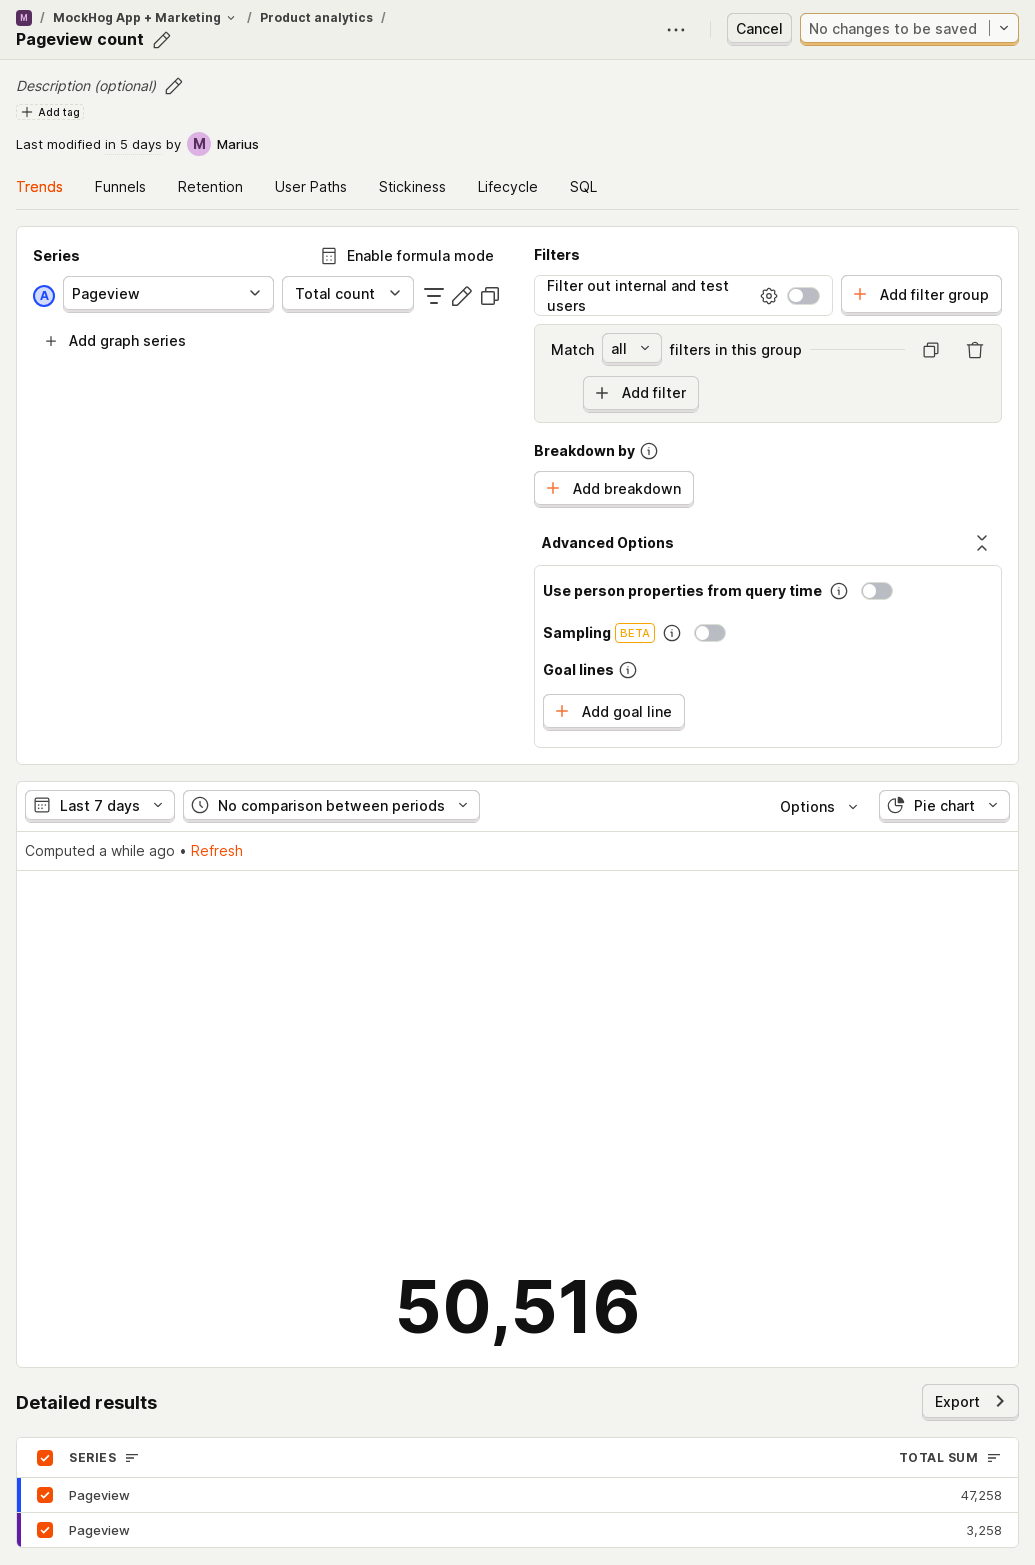 M / MockHog App + Marketing / Product analytics /
Pageview count
Cancel
No changes to be saved
Description (optional)
Add tag
Last modified in 5 days by M Marius
Trends Funnels Retention User Paths Stickiness Lifecycle SQL
Series
Enable formula mode
A Pageview Total count
Add graph series
Filters
Filter out internal and test
users
Add filter group
Match all filters in this group
Add filter
Breakdown by
Add breakdown
Advanced Options
Use person properties from query time
Sampling BETA
Goal lines
Add goal line
Last 7 days No comparison between periods Options Pie chart
Computed a while ago • Refresh
50,516
Detailed results
Export
SERIES TOTAL SUM
Pageview 47,258
Pageview 3,258